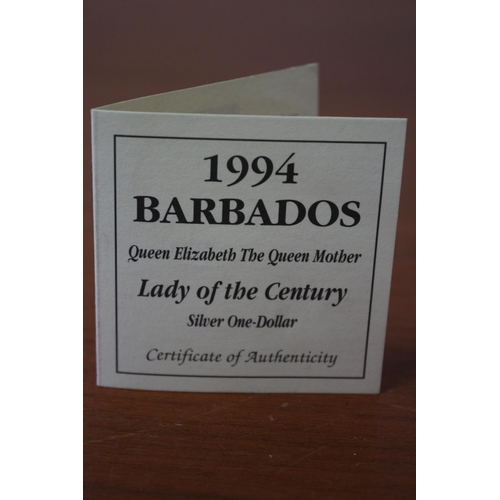 1994
BARBADOS
Queen Elizabeth The Queen Mother
Lady of the Century
Silver One-Dollar
Certificate of Authenticity